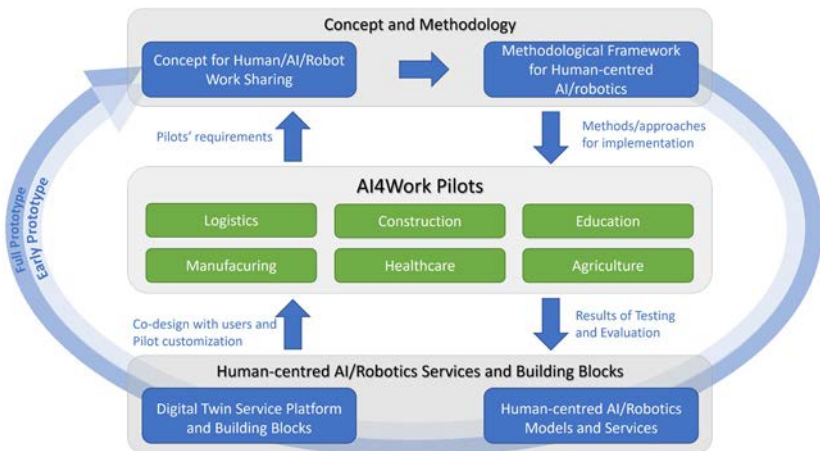 Concept and Methodology
Concept for Human/AI/Robot
Work Sharing
Methodological Framework
for Human-centred
AI/robotics
Pilots' requirements
Methods/approaches
for implementation
AI4Work Pilots
Logistics
Construction
Education
Manufacuring
Healthcare
Agriculture
Full Prototype
Early Prototype
Co-design with users and
Pilot customization
Results of Testing
and Evaluation
Human-centred AI/Robotics Services and Building Blocks
Digital Twin Service Platform
and Building Blocks
Human-centred AI/Robotics
Models and Services